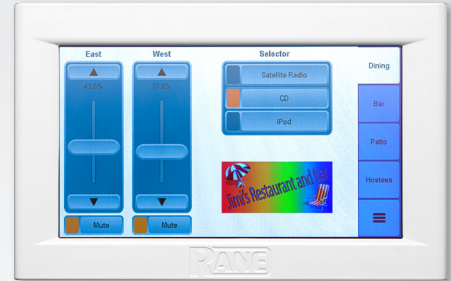 East
West
Selector
Dining
Satellite Radio
CD
Bar
iPod
Patio
Jimi's Restaurant and Bar
Hostess
Mute
Mute
RANE